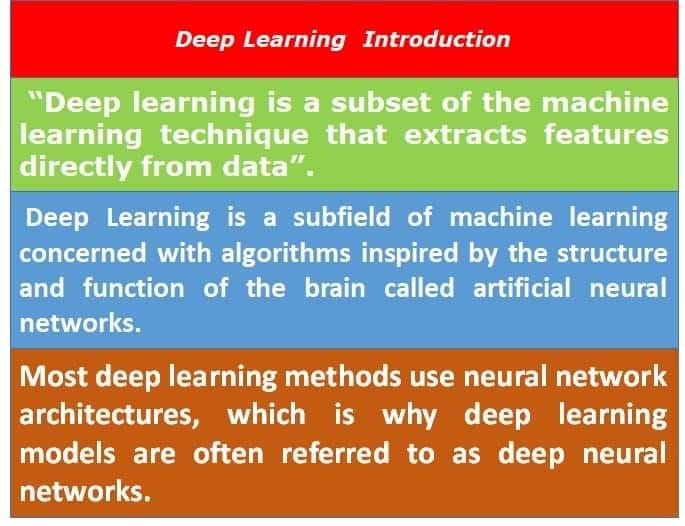 Deep Learning Introduction
“Deep learning is a subset of the machine
learning technique that extracts features
directly from data”.
Deep Learning is a subfield of machine learning
concerned with algorithms inspired by the structure
and function of the brain called artificial neural
networks.
Most deep learning methods use neural network
architectures, which is why deep learning
models are often referred to as deep neural
networks.